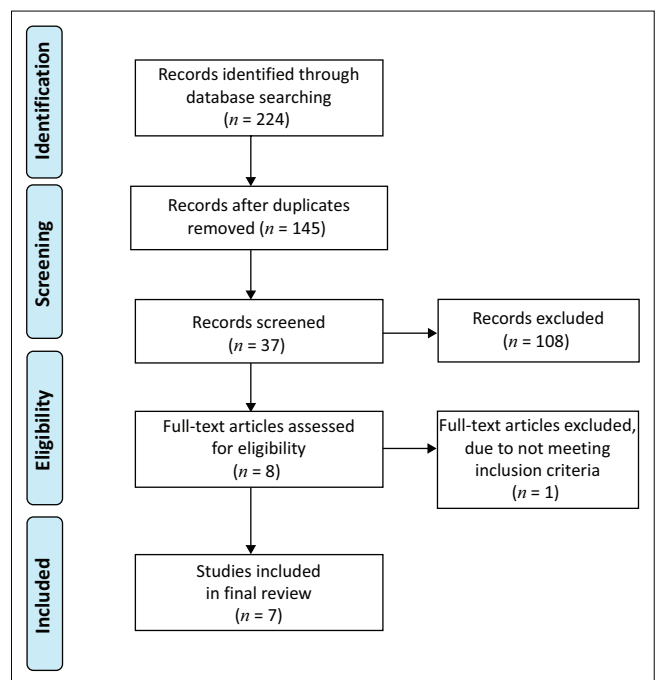 Identification
Records identified through
database searching
(n = 224)
Screening
Records after duplicates
removed (n = 145)
Records screened
(n = 37)
Records excluded
(n = 108)
Eligibility
Full-text articles assessed
for eligibility
(n = 8)
Full-text articles excluded,
due to not meeting
inclusion criteria
(n = 1)
Included
Studies included
in final review
(n = 7)